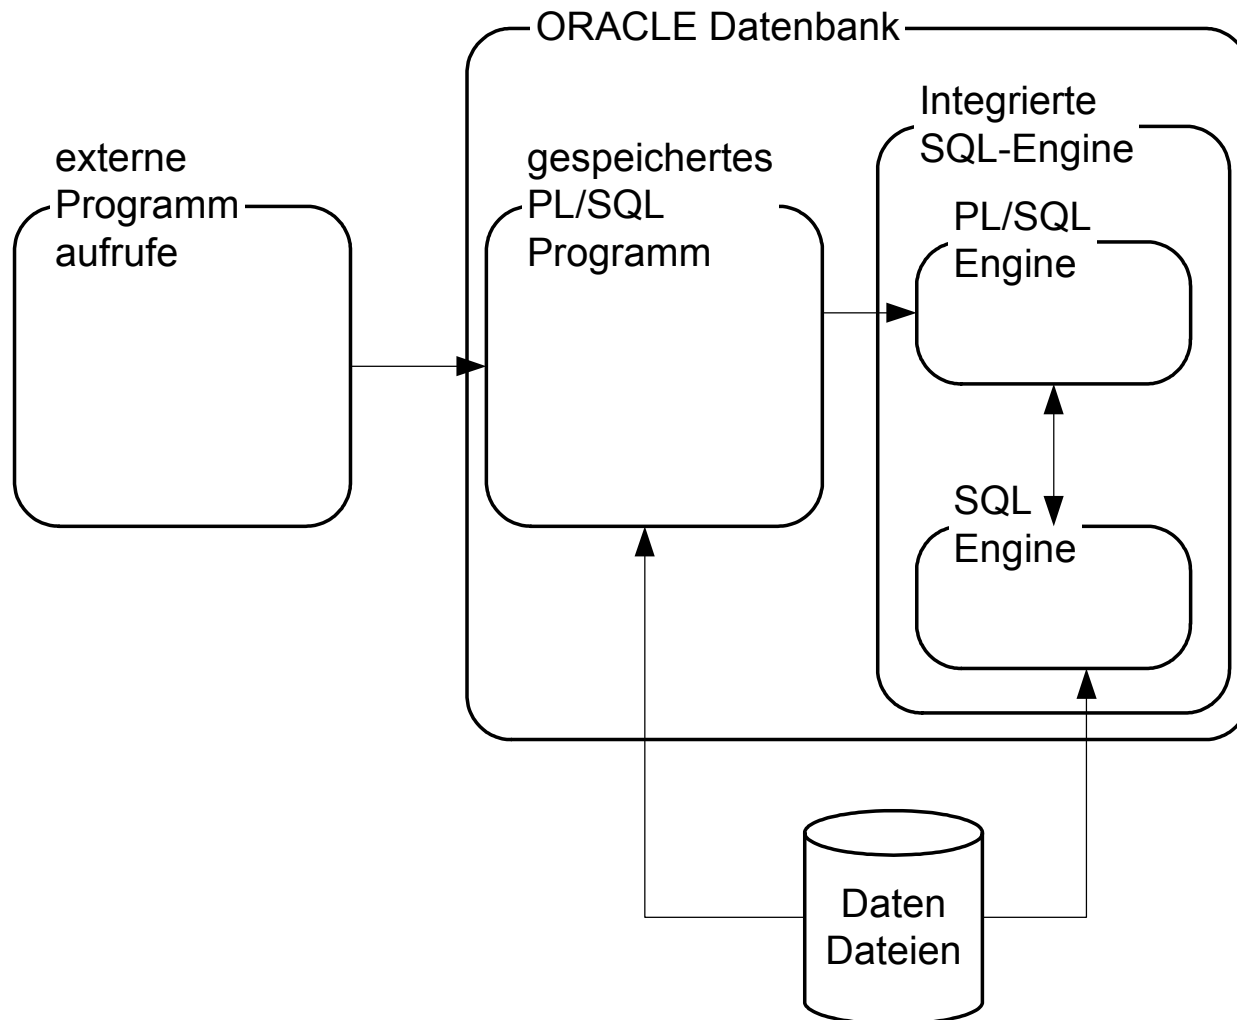 ORACLE Datenbank
externe
Programm
aufrufe
gespeichertes
PL/SQL
Programm
Integrierte
SQL-Engine
PL/SQL
Engine
SQL
Engine
Daten
Dateien